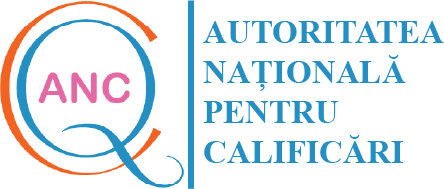 ANC
AUTORITATEA
NAȚIONALĂ
PENTRU
CALIFICĂRI